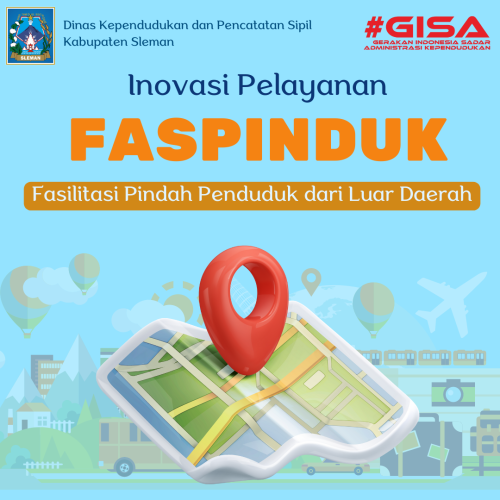 Dinas Kependudukan dan Pencatatan Sipil
Kabupaten Sleman
SLEMAN
#GISA
GERAKAN INDONESIA SADAR
ADMINISTRASI KEPENDUDUKAN
Inovasi Pelayanan
FASPINDUK
Fasilitasi Pindah Penduduk dari Luar Daerah